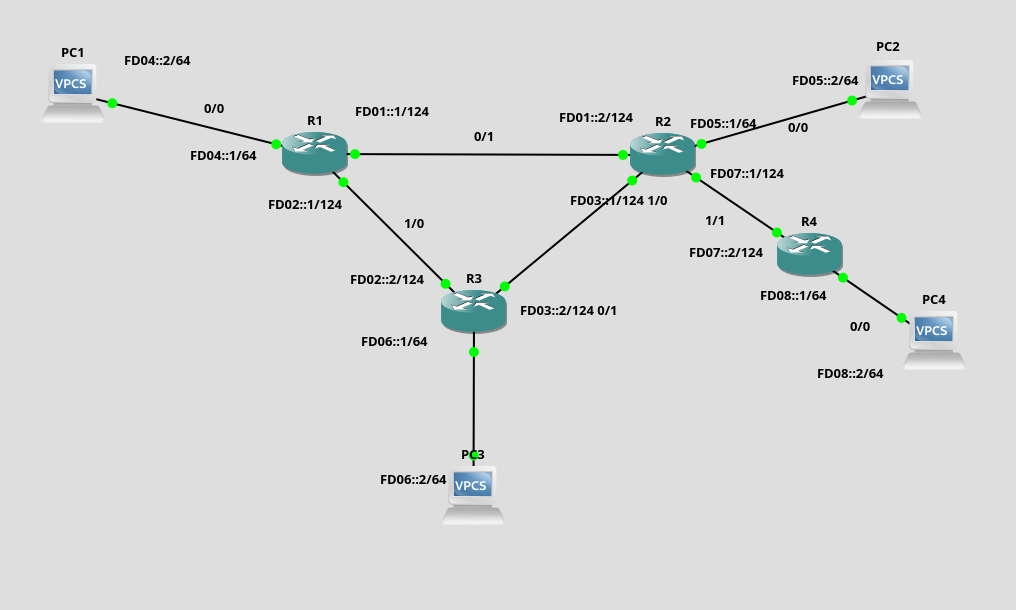 PC1
FD04::2/64
VPCS
0/0
FD04::1/64
R1
FD01::1/124
0/1
FD01::2/124
R2
FD05::1/64
0/0
FD05::2/64
PC2
VPCS
FD02::1/124
1/0
FD03::1/124 1/0
FD07::1/124
1/1
R4
FD07::2/124
FD02::2/124
R3
FD03::2/124 0/1
FD08::1/64
PC4
VPCS
0/0
FD08::2/64
FD06::1/64
PC3
FD06::2/64
VPCS